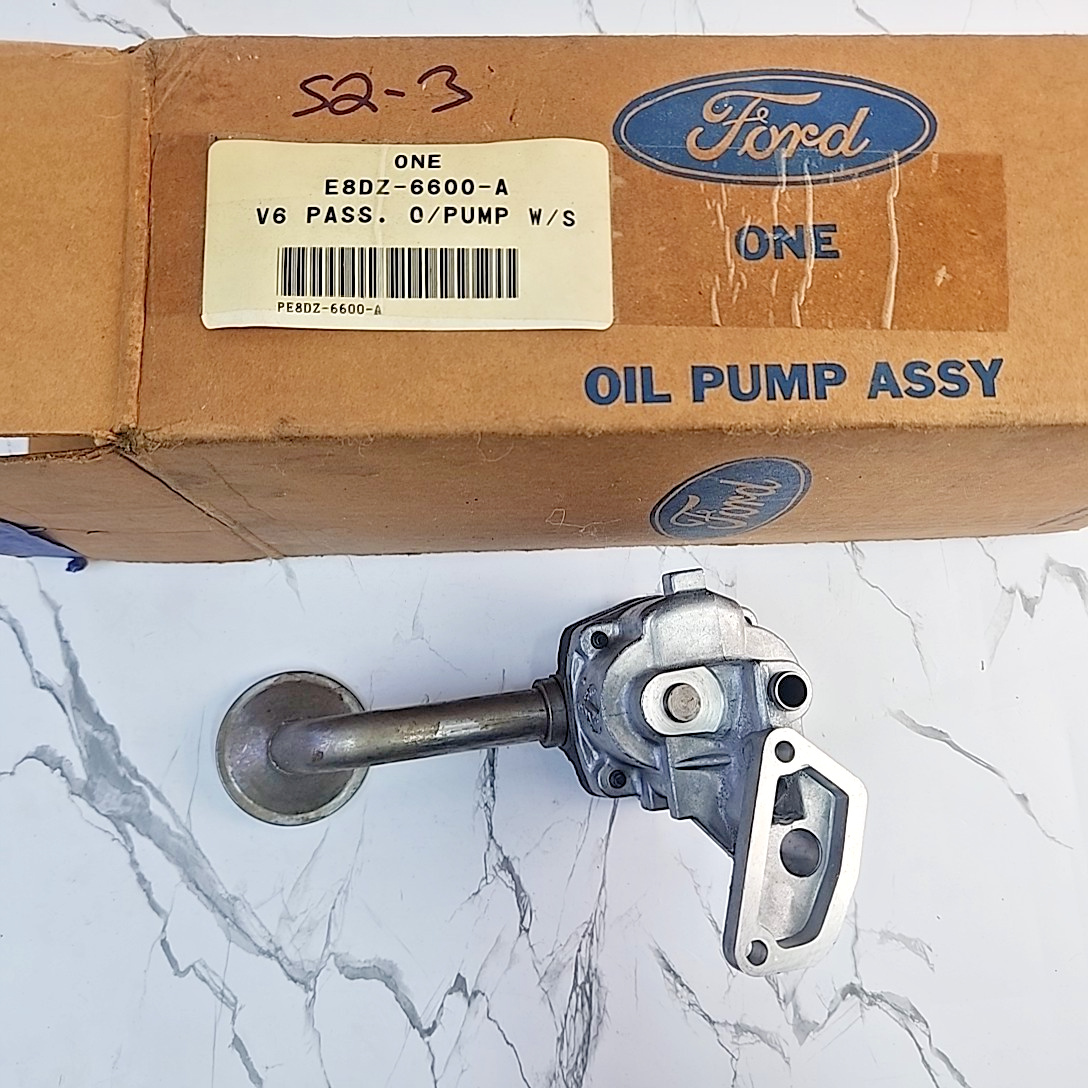 S2-3
Ford
ONE
E8DZ-6600-A
V6 PASS. O/PUMP W/S
PE8DZ-6600-A
ONE
OIL PUMP ASSY
Ford